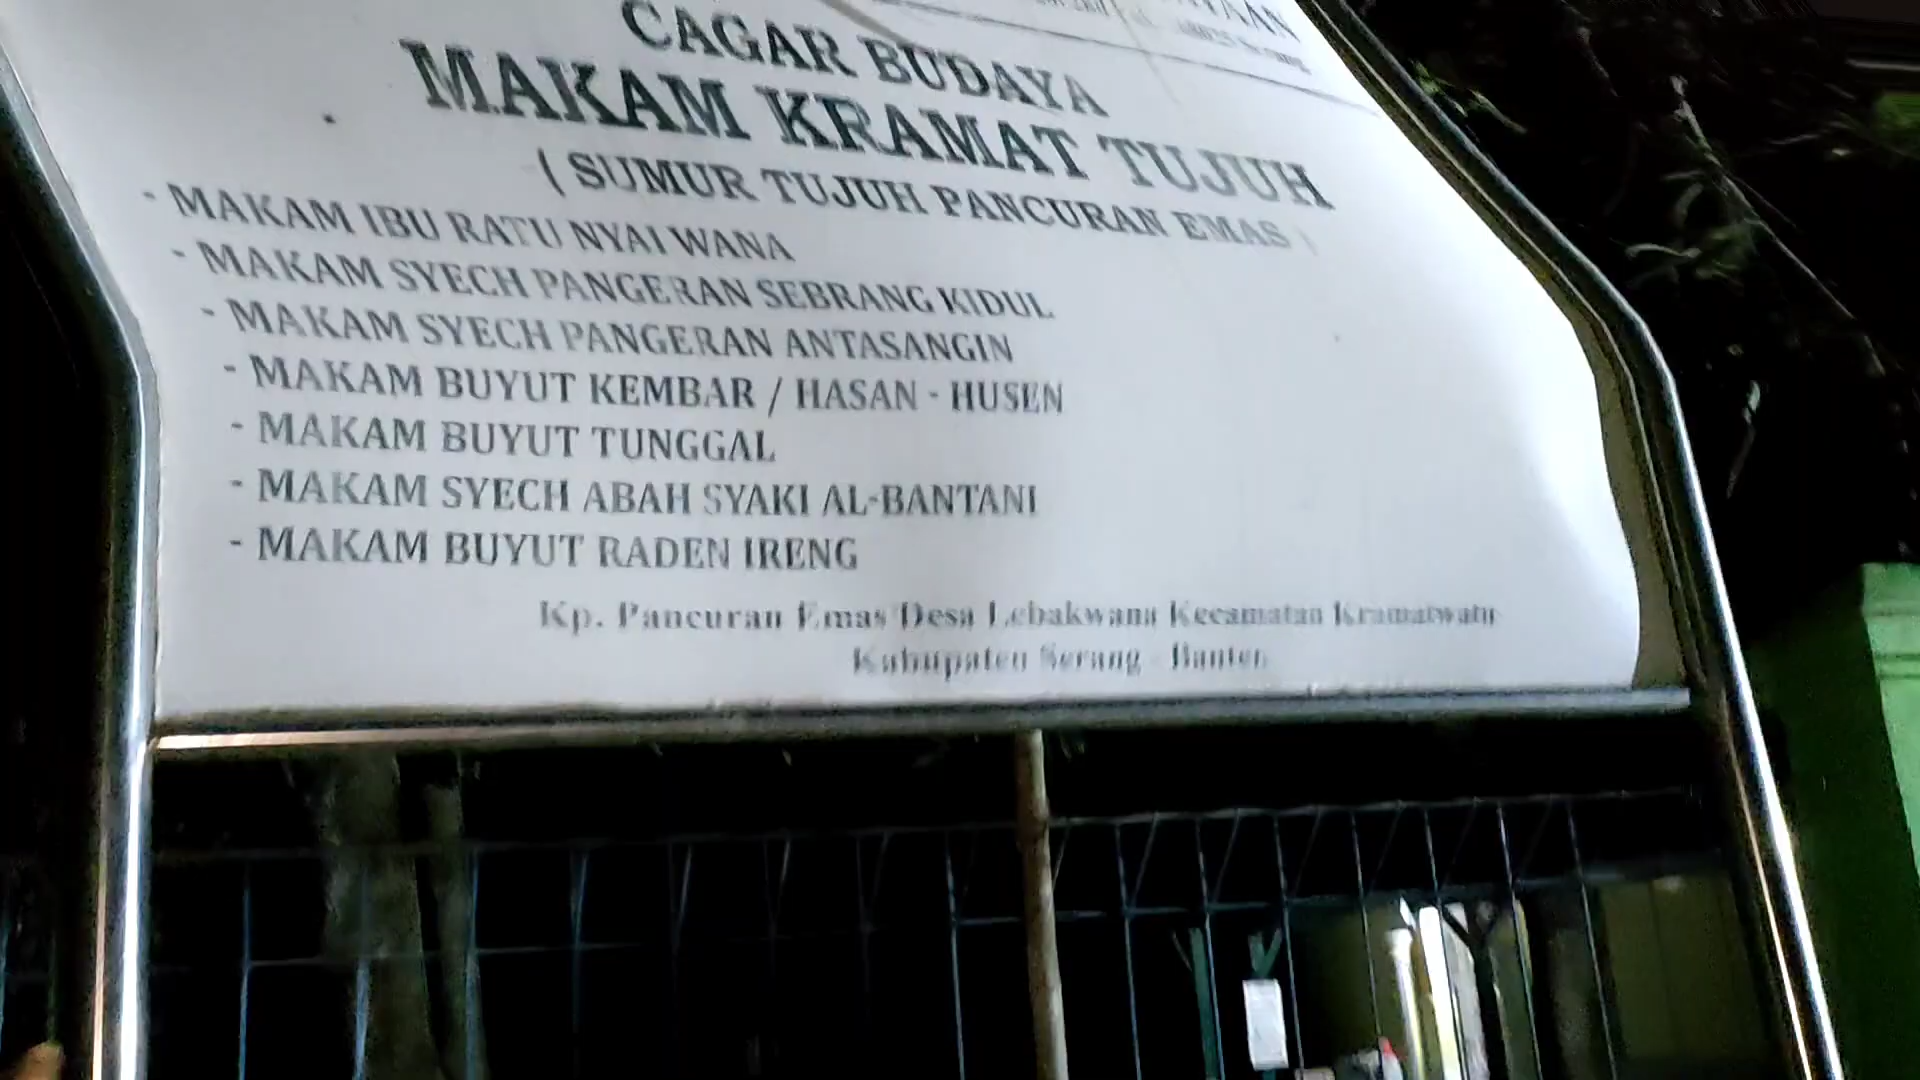 CAGAR BUDAYA
MAKAM KRAMAT TUJUH
( SUMUR TUJUH PANCURAN EMAS )
- MAKAM IBU RATU NYAI WANA
- MAKAM SYECH PANGERAN SEBRANG KIDUL
- MAKAM SYECH PANGERAN ANTASANGIN
- MAKAM BUYUT KEMBAR / HASAN - HUSEN
- MAKAM BUYUT TUNGGAL
- MAKAM SYECH ABAH SYAKI AL-BANTANI
- MAKAM BUYUT RADEN IRENG
Kp. Pancuran Emas Desa Lebakwana Kecamatan Kramatwatu
Kabupaten Serang - Banten